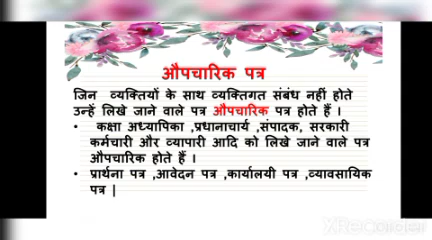 औपचारिक पत्र
जिन व्यक्तियों के साथ व्यक्तिगत संबंध नहीं होते
उन्हें लिखे जाने वाले पत्र औपचारिक पत्र होते हैं ।
• कक्षा अध्यापिका ,प्रधानाचार्य ,संपादक, सरकारी
कर्मचारी और व्यापारी आदि को लिखे जाने वाले पत्र
औपचारिक होते हैं ।
• प्रार्थना पत्र ,आवेदन पत्र ,कार्यालयी पत्र ,व्यावसायिक
पत्र |
XRecorder